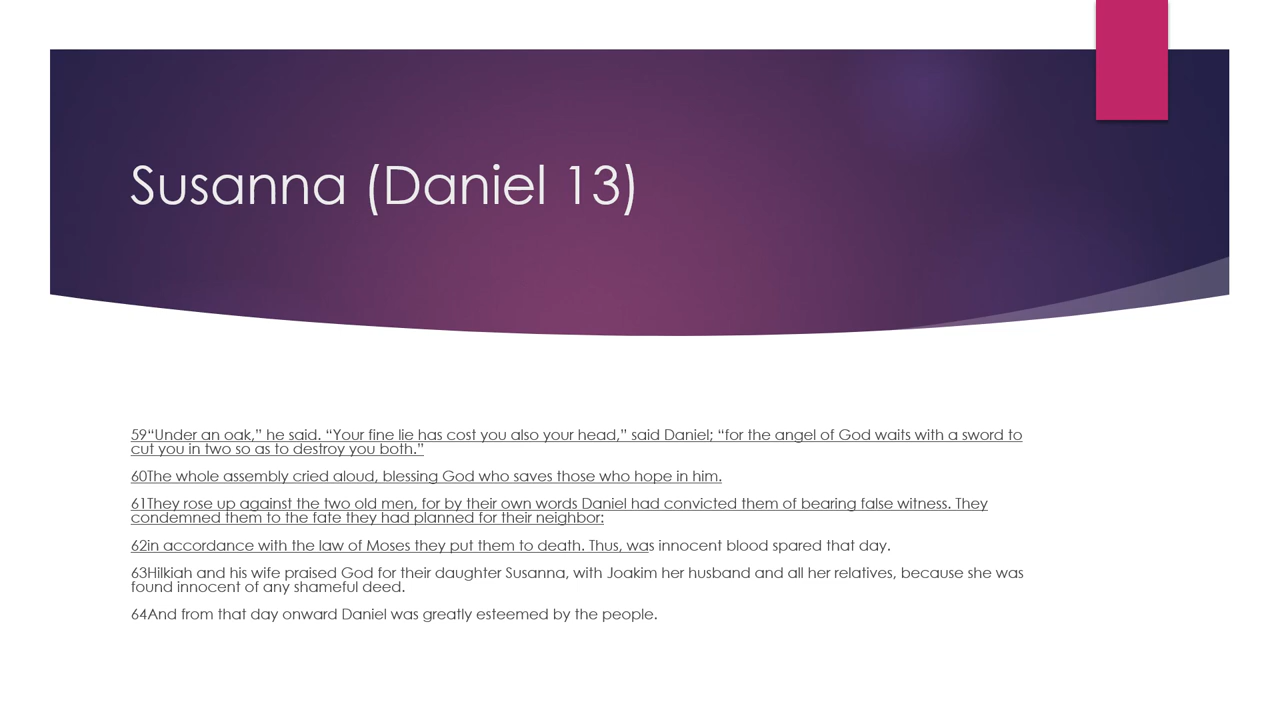 Susanna (Daniel 13)
59“Under an oak,” he said. “Your fine lie has cost you also your head,” said Daniel; “for the angel of God waits with a sword to
cut you in two so as to destroy you both.”
60The whole assembly cried aloud, blessing God who saves those who hope in him.
61They rose up against the two old men, for by their own words Daniel had convicted them of bearing false witness. They
condemned them to the fate they had planned for their neighbor:
62in accordance with the law of Moses they put them to death. Thus, was innocent blood spared that day.
63Hilkiah and his wife praised God for their daughter Susanna, with Joakim her husband and all her relatives, because she was
found innocent of any shameful deed.
64And from that day onward Daniel was greatly esteemed by the people.